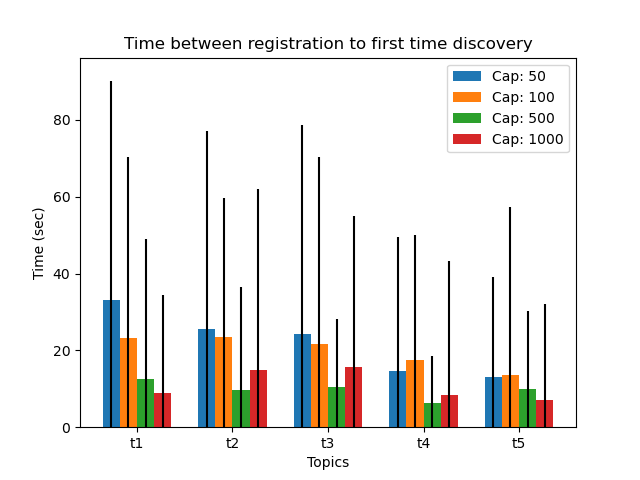 Time between registration to first time discovery
Cap: 50
Cap: 100
Cap: 500
Cap: 1000
Time (sec)
80
60
40
20
0
t1 t2 t3 t4 t5
Topics